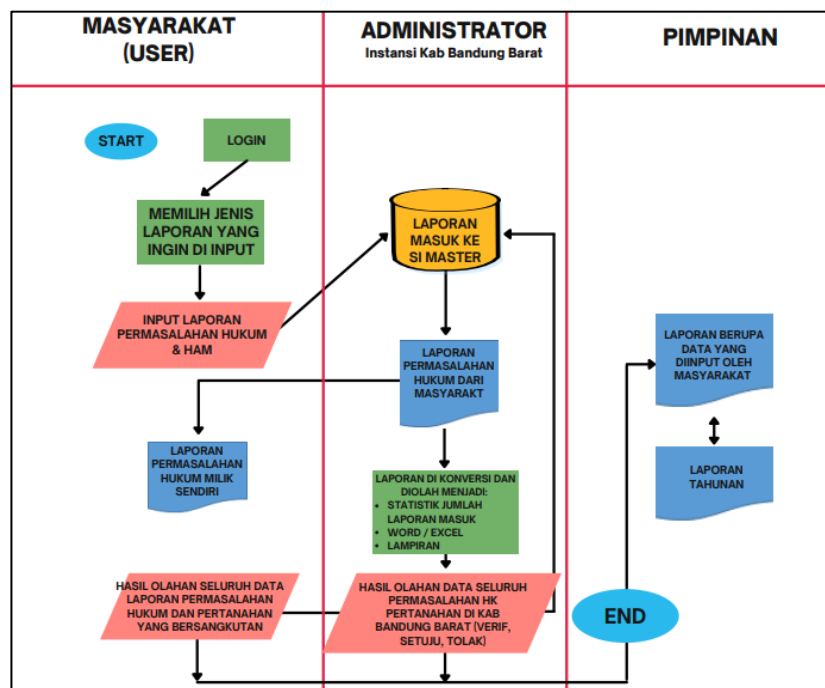 MASYARAKAT
(USER)
ADMINISTRATOR
Instansi Kab Bandung Barat
PIMPINAN
START
LOGIN
MEMILIH JENIS
LAPORAN YANG
INGIN DI INPUT
INPUT LAPORAN
PERMASALAHAN HUKUM
& HAM
LAPORAN
MASUK KE
SI MASTER
LAPORAN
PERMASALAHAN
HUKUM DARI
MASYARAKT
LAPORAN
PERMASALAHAN
HUKUM MILIK
SENDIRI
LAPORAN DI KONVERSI DAN
DIOLAH MENJADI:
• STATISTIK JUMLAH
LAPORAN MASUK
• WORD / EXCEL
• LAMPIRAN
HASIL OLAHAN SELURUH DATA
LAPORAN PERMASALAHAN
HUKUM DAN PERTANAHAN
YANG BERSANGKUTAN
HASIL OLAHAN DATA SELURUH
PERMASALAHAN HK
PERTANAHAN DI KAB
BANDUNG BARAT (VERIF,
SETUJU, TOLAK)
LAPORAN BERUPA
DATA YANG
DIINPUT OLEH
MASYARAKAT
LAPORAN
TAHUNAN
END